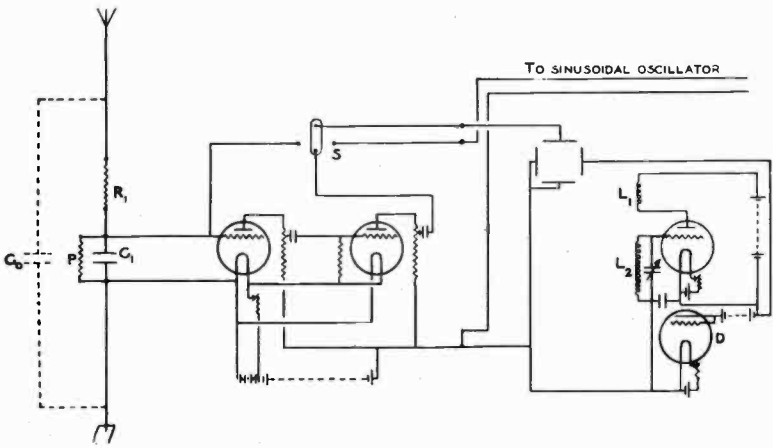 To SINUSOIDAL OSCILLATOR
S
R₁
L₁
C₀
P
C₁
L₂
D